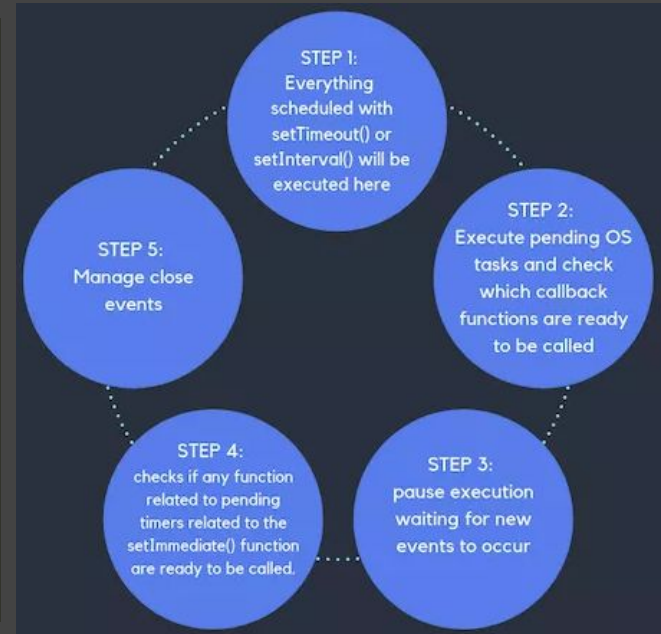 STEP 1:
Everything
scheduled with
setTimeout() or
setInterval() will be
executed here
STEP 2:
Execute pending OS
tasks and check
which callback
functions are ready
to be called
STEP 3:
pause execution
waiting for new
events to occur
STEP 4:
checks if any function
related to pending
timers related to the
setImmediate() function
are ready to be called.
STEP 5:
Manage close
events